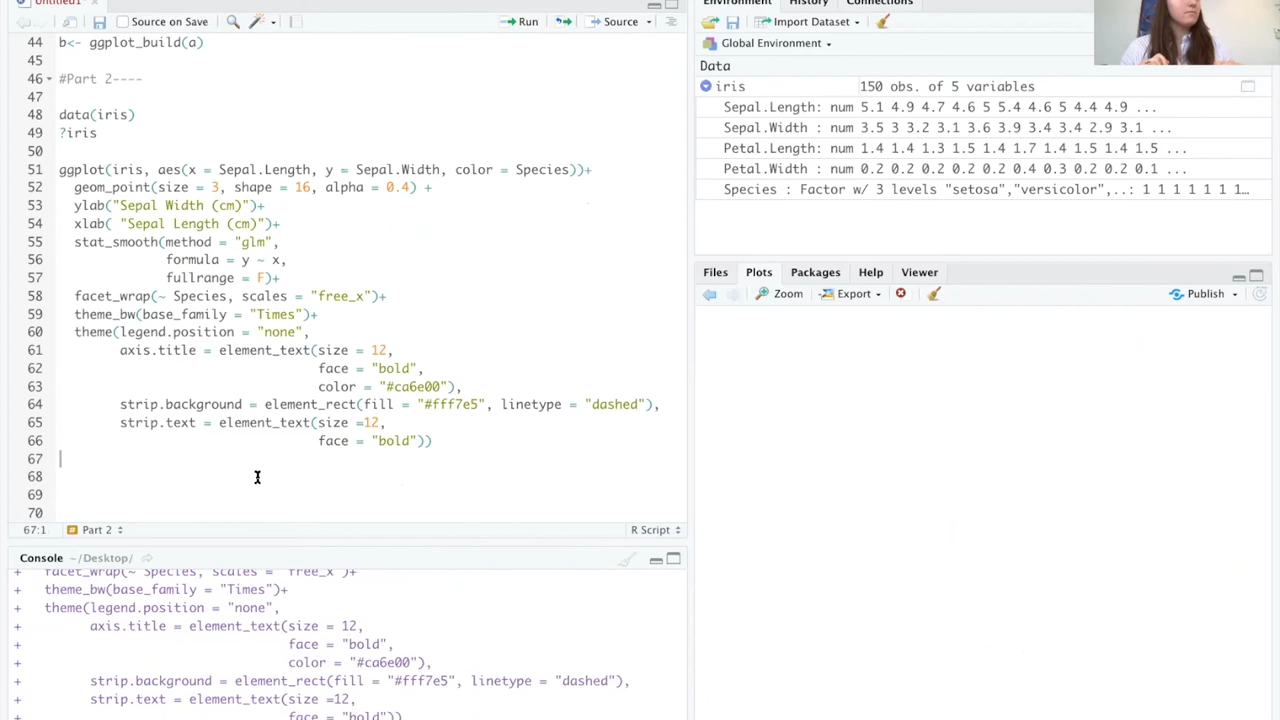 Untitled1*
Environment History Connections
Source on Save Run Source
Import Dataset
Global Environment
44 b<- ggplot_build(a)
45
46 #Part 2----
47
48 data(iris)
49 ?iris
50
51 ggplot(iris, aes(x = Sepal.Length, y = Sepal.Width, color = Species))+
52 geom_point(size = 3, shape = 16, alpha = 0.4) +
53 ylab("Sepal Width (cm)")+
54 xlab( "Sepal Length (cm)")+
55 stat_smooth(method = "glm",
56 formula = y ~ x,
57 fullrange = F)+
58 facet_wrap(~ Species, scales = "free_x")+
59 theme_bw(base_family = "Times")+
60 theme(legend.position = "none",
61 axis.title = element_text(size = 12,
62 face = "bold",
63 color = "#ca6e00"),
64 strip.background = element_rect(fill = "#fff7e5", linetype = "dashed"),
65 strip.text = element_text(size =12,
66 face = "bold"))
67
68
69
70
67:1 Part 2 R Script
Data
iris 150 obs. of 5 variables
Sepal.Length: num 5.1 4.9 4.7 4.6 5 5.4 4.6 5 4.4 4.9 ...
Sepal.Width : num 3.5 3 3.2 3.1 3.6 3.9 3.4 3.4 2.9 3.1 ...
Petal.Length: num 1.4 1.4 1.3 1.5 1.4 1.7 1.4 1.5 1.4 1.5 ...
Petal.Width : num 0.2 0.2 0.2 0.2 0.2 0.4 0.3 0.2 0.2 0.1 ...
Species : Factor w/ 3 levels "setosa","versicolor",..: 1 1 1 1 1 1 1…
Files Plots Packages Help Viewer
Zoom Export Publish
Console ~/Desktop/
+ facet_wrap(~ Species, scales = "free_x")+
+ theme_bw(base_family = "Times")+
+ theme(legend.position = "none",
+ axis.title = element_text(size = 12,
+ face = "bold",
+ color = "#ca6e00"),
+ strip.background = element_rect(fill = "#fff7e5", linetype = "dashed"),
+ strip.text = element_text(size =12,
+ face = "bold"))